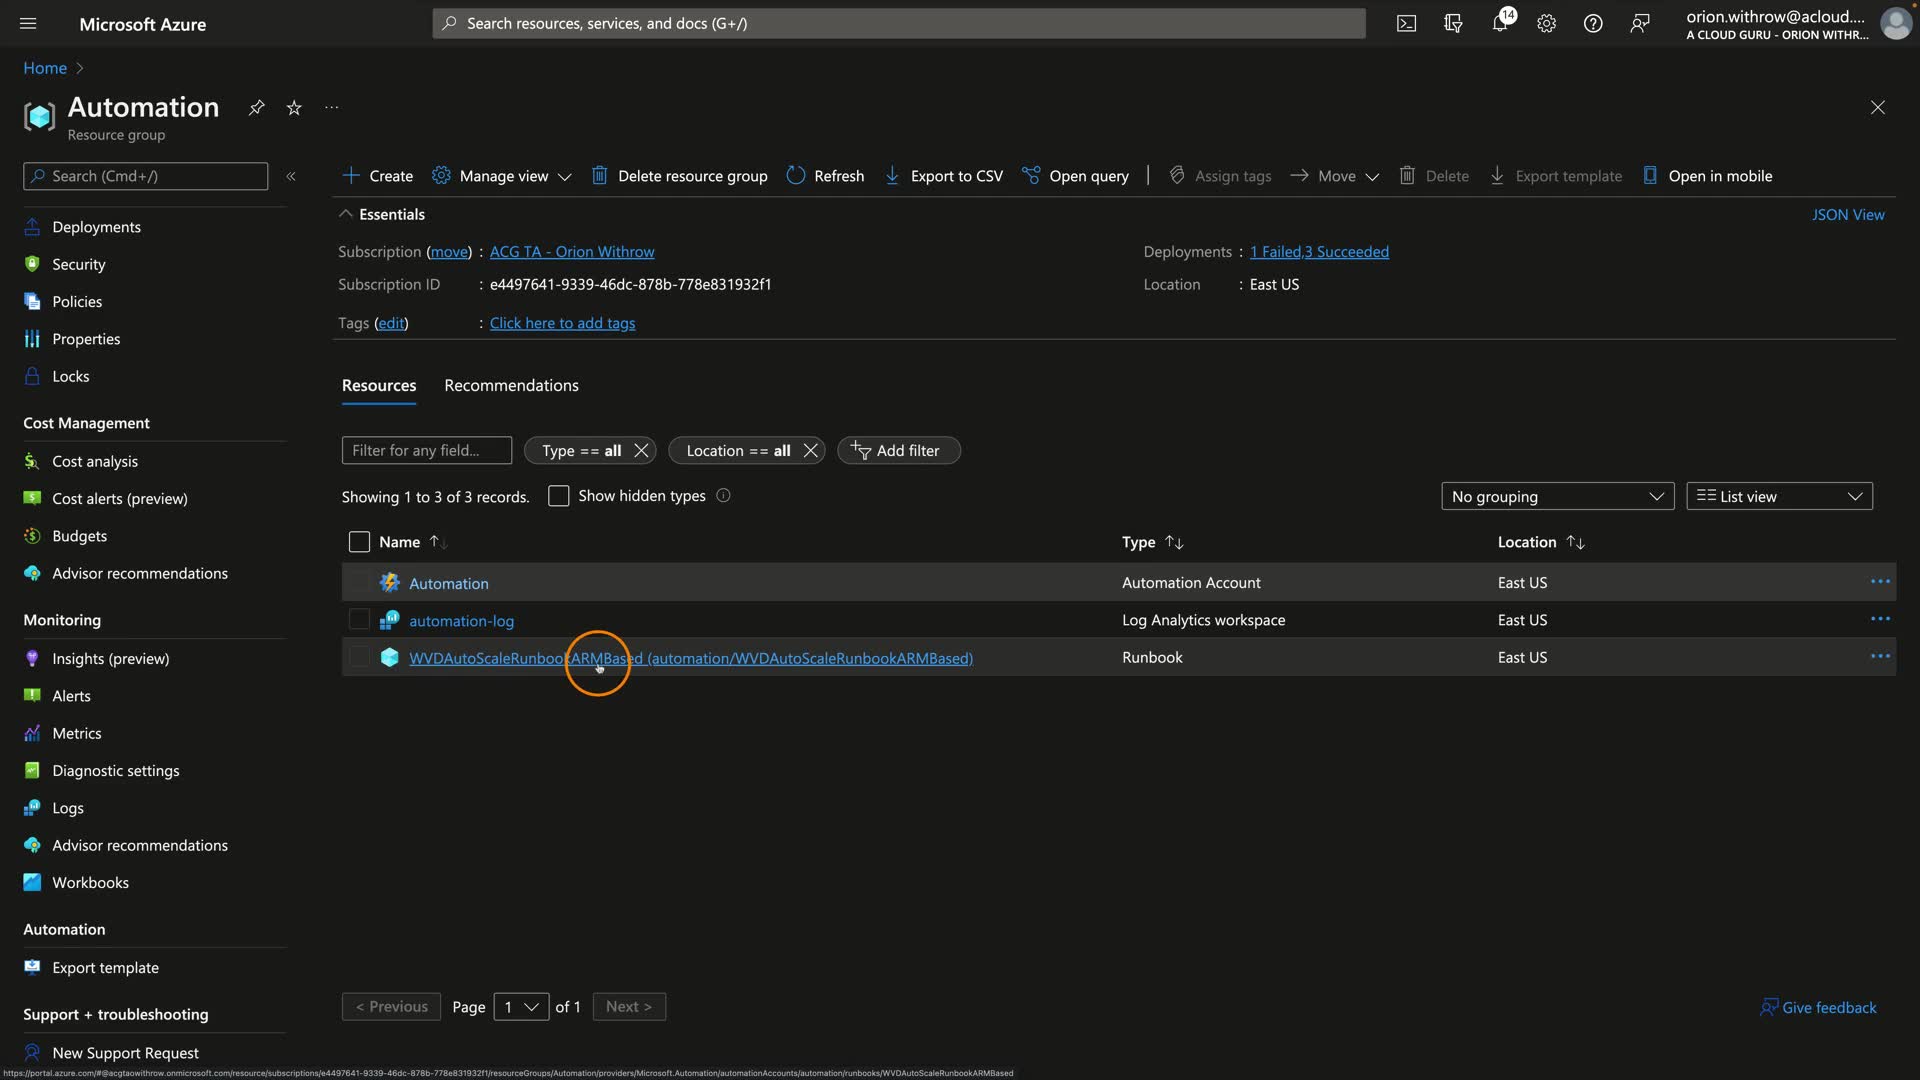 Microsoft Azure
Search resources, services, and docs (G+/)
14
orion.withrow@acloud....
A CLOUD GURU - ORION WITHR...
Home
Automation
Resource group
Search (Cmd+/)
Create
Manage view
Delete resource group
Refresh
Export to CSV
Open query
Assign tags
Move
Delete
Export template
Open in mobile
Essentials
JSON View
Subscription (move) : ACG TA - Orion Withrow
Deployments : 1 Failed,3 Succeeded
Subscription ID : e4497641-9339-46dc-878b-778e831932f1
Location : East US
Tags (edit) : Click here to add tags
Deployments
Security
Policies
Properties
Locks
Cost Management
Cost analysis
Cost alerts (preview)
Budgets
Advisor recommendations
Monitoring
Insights (preview)
Alerts
Metrics
Diagnostic settings
Logs
Advisor recommendations
Workbooks
Automation
Export template
Support + troubleshooting
New Support Request
Resources
Recommendations
Filter for any field...
Type == all
Location == all
Add filter
Showing 1 to 3 of 3 records.
Show hidden types
No grouping
List view
Name
Type
Location
Automation
Automation Account
East US
automation-log
Log Analytics workspace
East US
WVDAutoScaleRunbookARMBased (automation/WVDAutoScaleRunbookARMBased)
Runbook
East US
< Previous
Page 1 of 1
Next >
Give feedback
https://portal.azure.com/#@acgtaowithrow.onmicrosoft.com/resource/subscriptions/e4497641-9339-46dc-878b-778e831932f1/resourceGroups/Automation/providers/Microsoft.Automation/automationAccounts/automation/runbooks/WVDAutoScaleRunbookARMBased